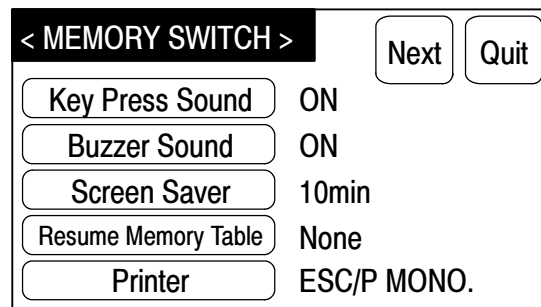 < MEMORY SWITCH > Next Quit
Key Press Sound ON
Buzzer Sound ON
Screen Saver 10min
Resume Memory Table None
Printer ESC/P MONO.